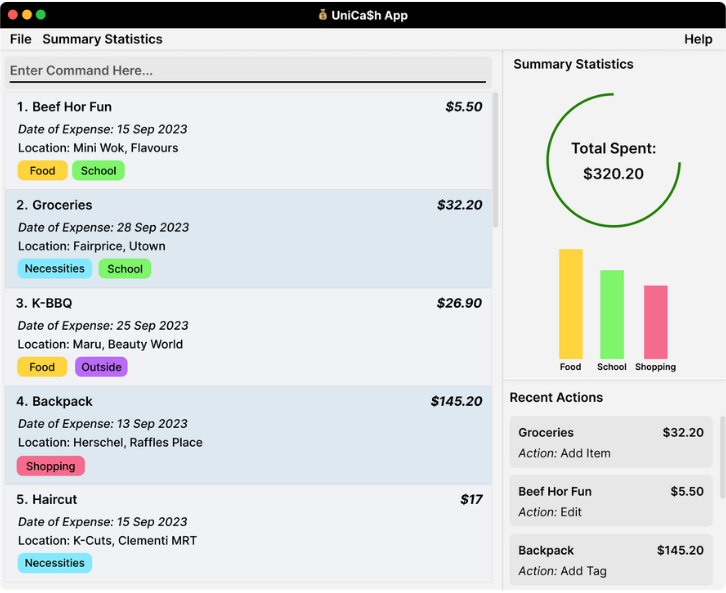 💰 UniCa$h App
File Summary Statistics Help
Enter Command Here...
1. Beef Hor Fun $5.50
Date of Expense: 15 Sep 2023
Location: Mini Wok, Flavours
Food School
2. Groceries $32.20
Date of Expense: 28 Sep 2023
Location: Fairprice, Utown
Necessities School
3. K-BBQ $26.90
Date of Expense: 25 Sep 2023
Location: Maru, Beauty World
Food Outside
4. Backpack $145.20
Date of Expense: 13 Sep 2023
Location: Herschel, Raffles Place
Shopping
5. Haircut $17
Date of Expense: 15 Sep 2023
Location: K-Cuts, Clementi MRT
Necessities
Summary Statistics
Total Spent:
$320.20
Food School Shopping
Recent Actions
Groceries $32.20
Action: Add Item
Beef Hor Fun $5.50
Action: Edit
Backpack $145.20
Action: Add Tag